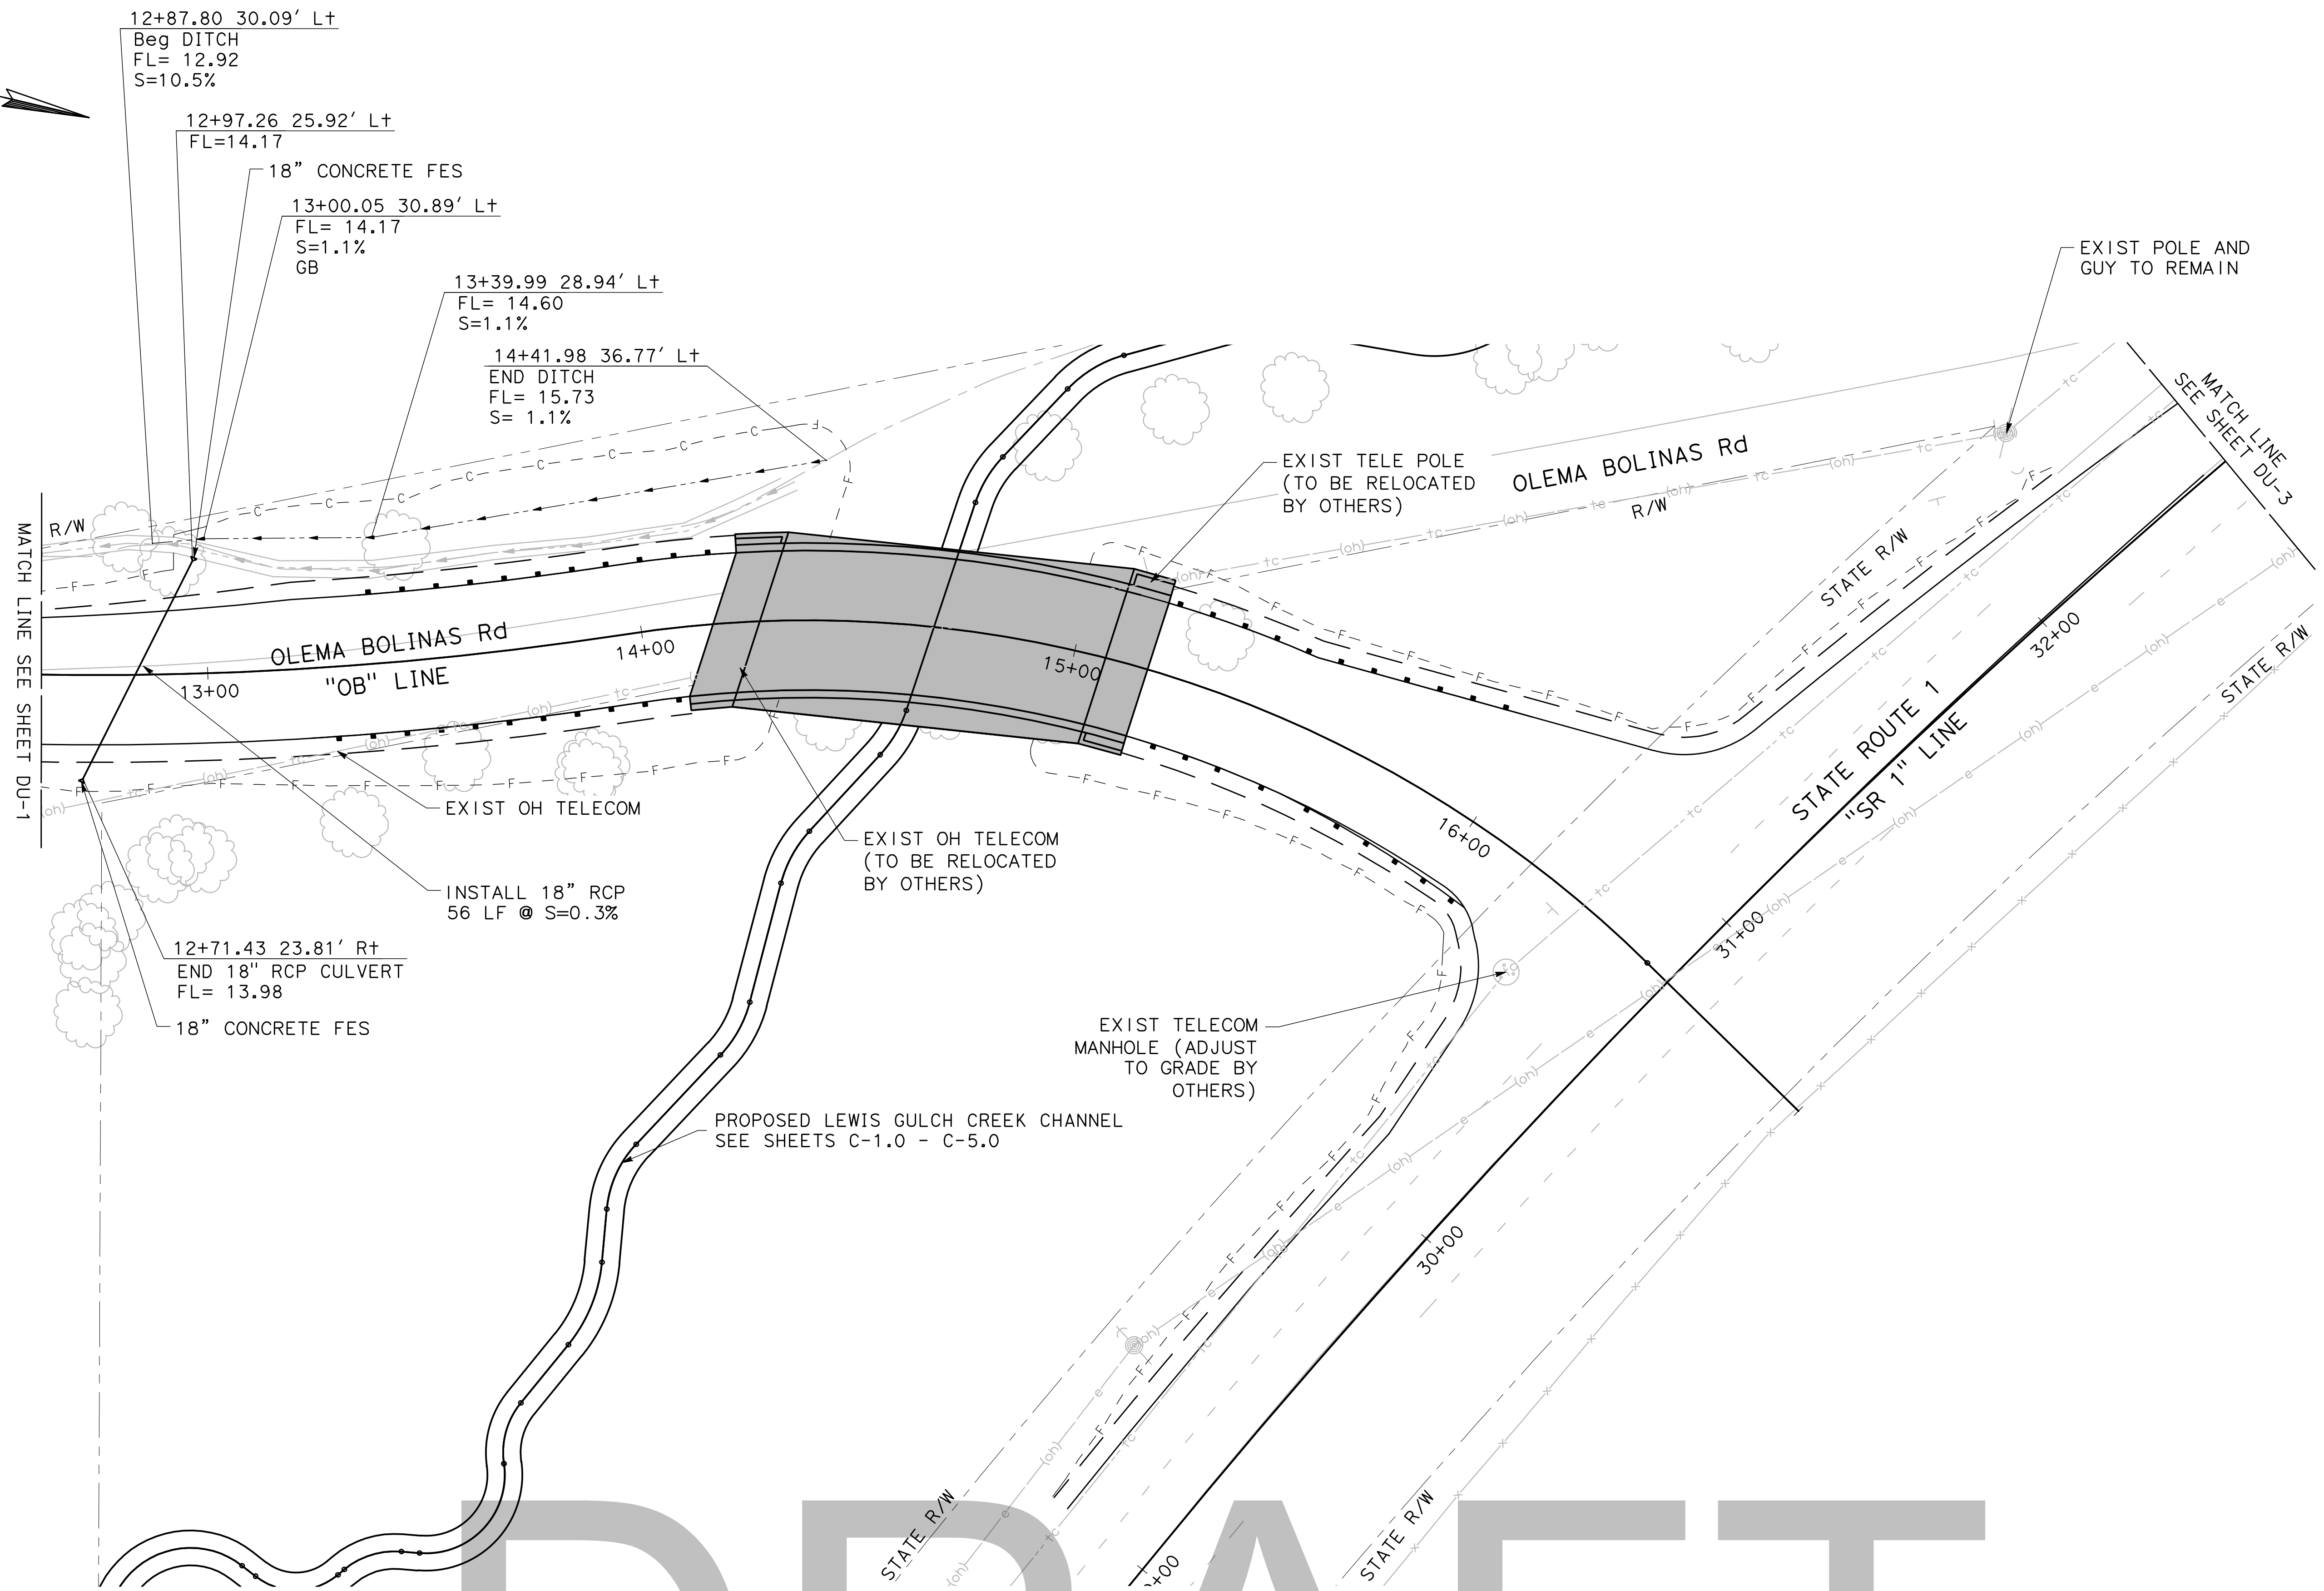 12+87.80 30.09' Lt
Beg DITCH
FL= 12.92
S=10.5%
12+97.26 25.92' Lt
FL=14.17
18" CONCRETE FES
13+00.05 30.89' Lt
FL= 14.17
S=1.1%
GB
13+39.99 28.94' Lt
FL= 14.60
S=1.1%
14+41.98 36.77' Lt
END DITCH
FL= 15.73
S= 1.1%
EXIST POLE AND
GUY TO REMAIN
MATCH LINE
SEE SHEET DU-3
EXIST TELE POLE
(TO BE RELOCATED
BY OTHERS)
OLEMA BOLINAS Rd
R/W
STATE R/W
STATE R/W
R/W
MATCH LINE SEE SHEET DU-1
OLEMA BOLINAS Rd
"OB" LINE
13+00
14+00
15+00
16+00
STATE ROUTE 1
"SR 1" LINE
32+00
31+00
30+00
EXIST OH TELECOM
EXIST OH TELECOM
(TO BE RELOCATED
BY OTHERS)
INSTALL 18" RCP
56 LF @ S=0.3%
12+71.43 23.81' Rt
END 18" RCP CULVERT
FL= 13.98
18" CONCRETE FES
EXIST TELECOM
MANHOLE (ADJUST
TO GRADE BY
OTHERS)
PROPOSED LEWIS GULCH CREEK CHANNEL
SEE SHEETS C-1.0 - C-5.0
STATE R/W
STATE R/W
+00
DRAFT